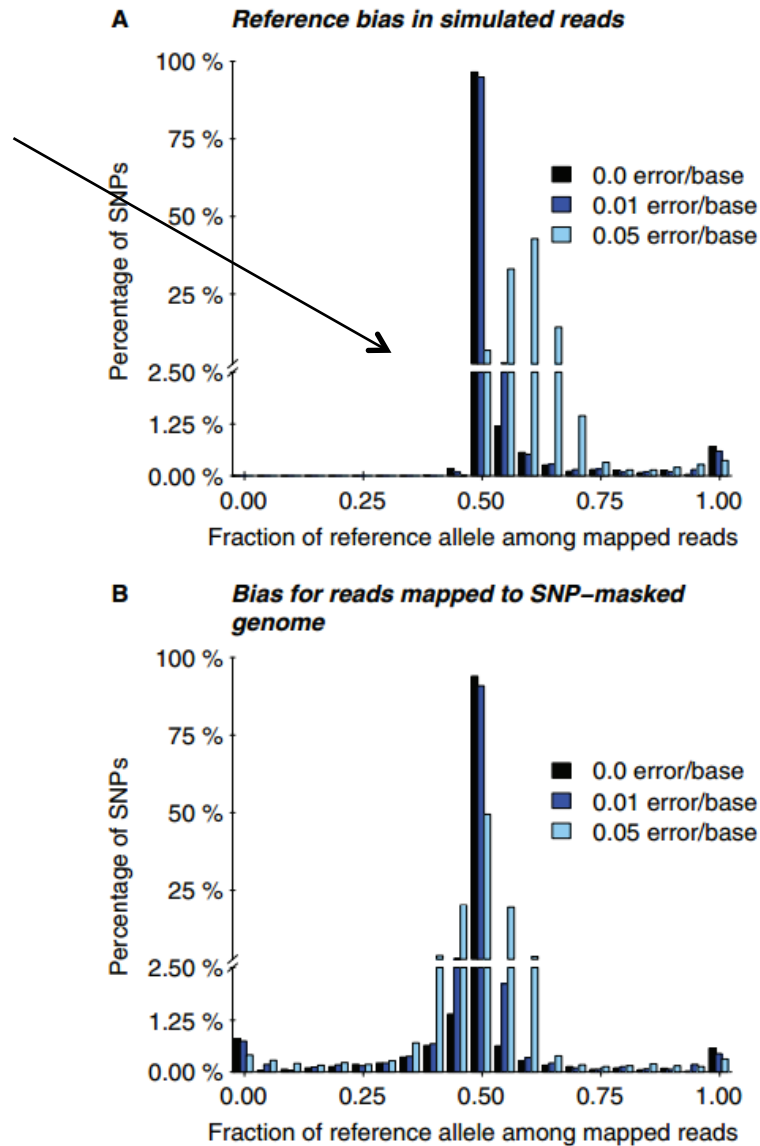 A Reference bias in simulated reads
100 %
75 %
50 %
25 %
2.50 %
1.25 %
0.00 %
Percentage of SNPs
0.0 error/base
0.01 error/base
0.05 error/base
0.00 0.25 0.50 0.75 1.00
Fraction of reference allele among mapped reads
B Bias for reads mapped to SNP−masked
genome
100 %
75 %
50 %
25 %
2.50 %
1.25 %
0.00 %
Percentage of SNPs
0.0 error/base
0.01 error/base
0.05 error/base
0.00 0.25 0.50 0.75 1.00
Fraction of reference allele among mapped reads